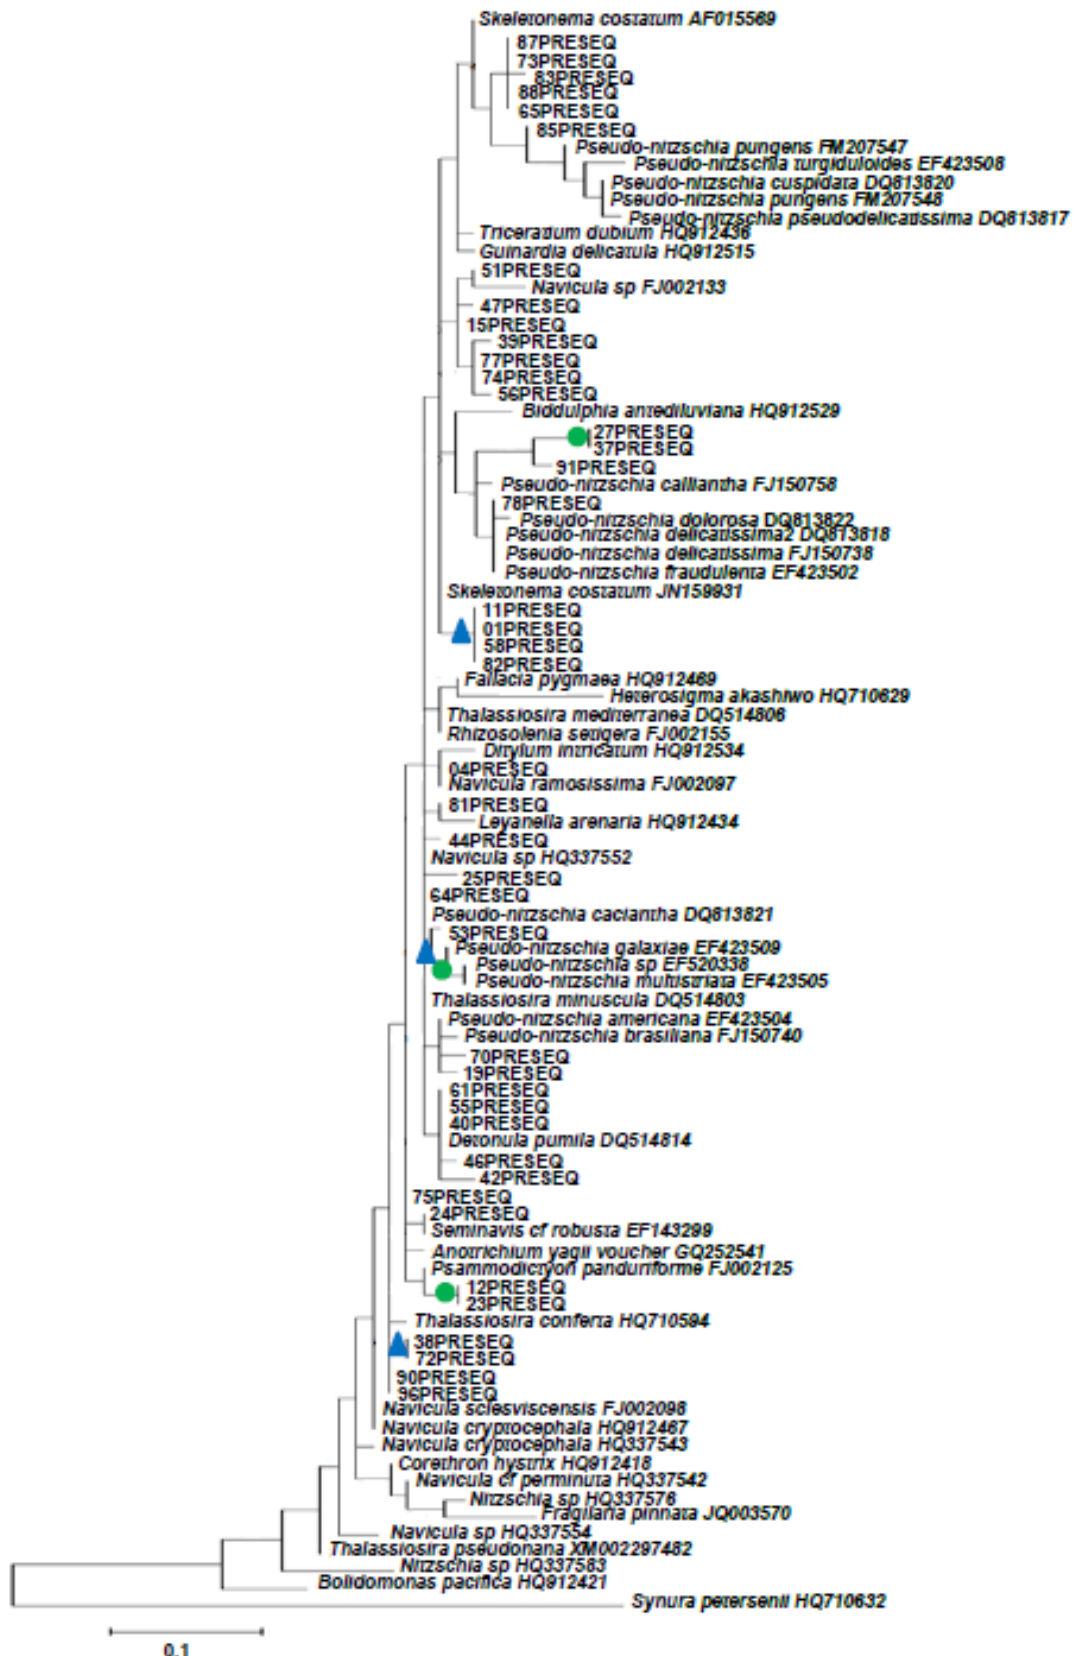 Skeletonema costatum AF015569
87PRESEQ
73PRESEQ
83PRESEQ
88PRESEQ
65PRESEQ
85PRESEQ
Pseudo-nitzschia pungens FM207547
Pseudo-nitzschia turgiduloides EF423508
Pseudo-nitzschia cuspidata DQ813820
Pseudo-nitzschia pungens FM207548
Pseudo-nitzschia pseudodelicatissima DQ813817
Triceratium dubium HQ912436
Guinardia delicatula HQ912515
51PRESEQ
Navicula sp FJ002133
47PRESEQ
15PRESEQ
39PRESEQ
77PRESEQ
74PRESEQ
56PRESEQ
Biddulphia antediluviana HQ912529
27PRESEQ
37PRESEQ
91PRESEQ
Pseudo-nitzschia calliantha FJ150758
78PRESEQ
Pseudo-nitzschia dolorosa DQ813822
Pseudo-nitzschia delicatissima2 DQ813818
Pseudo-nitzschia delicatissima FJ150738
Pseudo-nitzschia fraudulenta EF423502
Skeletonema costatum JN159931
11PRESEQ
01PRESEQ
58PRESEQ
82PRESEQ
Fallacia pygmaea HQ912469
Heterosigma akashiwo HQ710629
Thalassiosira mediterranea DQ514806
Rhizosolenia setigera FJ002155
Ditylum intricatum HQ912534
04PRESEQ
Navicula ramosissima FJ002097
81PRESEQ
Leyanella arenaria HQ912434
44PRESEQ
Navicula sp HQ337552
25PRESEQ
64PRESEQ
Pseudo-nitzschia caciantha DQ813821
53PRESEQ
Pseudo-nitzschia galaxiae EF423509
Pseudo-nitzschia sp EF520338
Pseudo-nitzschia multistriata EF423505
Thalassiosira minuscula DQ514803
Pseudo-nitzschia americana EF423504
Pseudo-nitzschia brasiliana FJ150740
70PRESEQ
19PRESEQ
61PRESEQ
55PRESEQ
40PRESEQ
Detonula pumila DQ514814
46PRESEQ
42PRESEQ
75PRESEQ
24PRESEQ
Seminavis cf robusta EF143299
Anotrichium yagii voucher GQ252541
Psammodictyon panduriforme FJ002125
12PRESEQ
23PRESEQ
Thalassiosira conferta HQ710594
38PRESEQ
72PRESEQ
90PRESEQ
96PRESEQ
Navicula sclesviscensis FJ002098
Navicula cryptocephala HQ912467
Navicula cryptocephala HQ337543
Corethron hystrix HQ912418
Navicula cf perminuta HQ337542
Nitzschia sp HQ337576
Fragilaria pinnata JQ003570
Navicula sp HQ337554
Thalassiosira pseudonana XM002297482
Nitzschia sp HQ337583
Bolidomonas pacifica HQ912421
Synura petersenii HQ710632
0.1